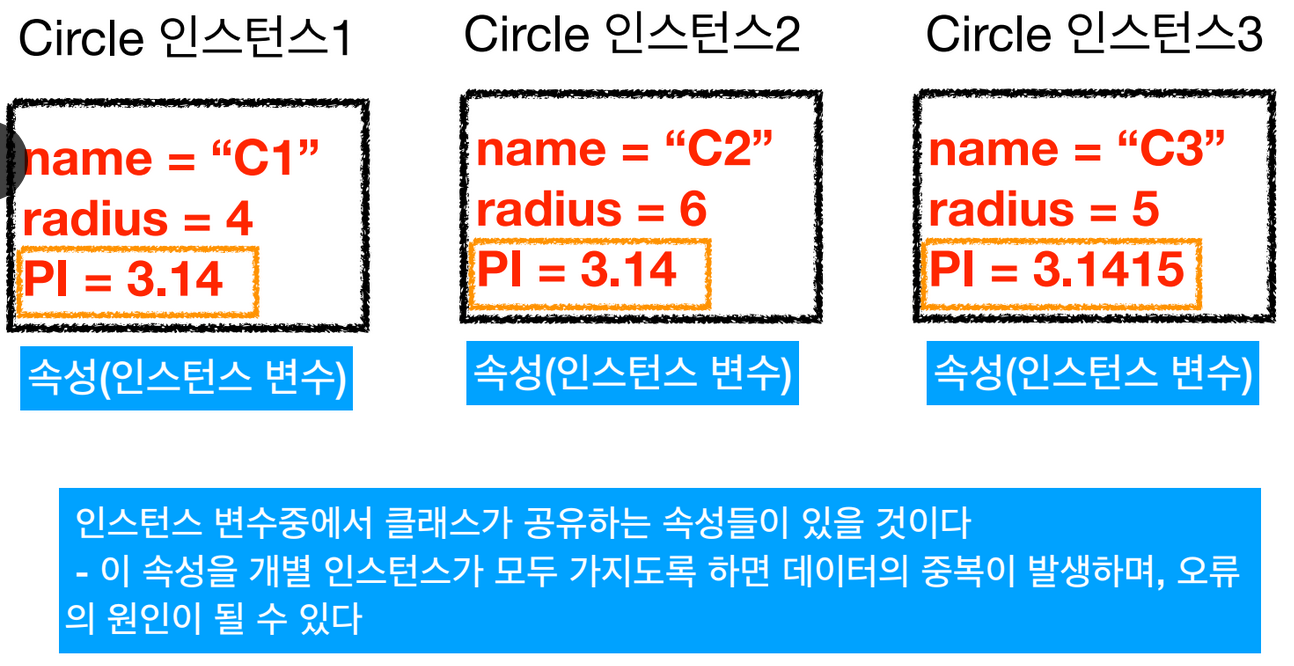 Circle 인스턴스1
Circle 인스턴스2
Circle 인스턴스3
name = “C1”
radius = 4
PI = 3.14
속성(인스턴스 변수)
name = “C2”
radius = 6
PI = 3.14
속성(인스턴스 변수)
name = “C3”
radius = 5
PI = 3.1415
속성(인스턴스 변수)
인스턴스 변수중에서 클래스가 공유하는 속성들이 있을 것이다
- 이 속성을 개별 인스턴스가 모두 가지도록 하면 데이터의 중복이 발생하며, 오류
의 원인이 될 수 있다